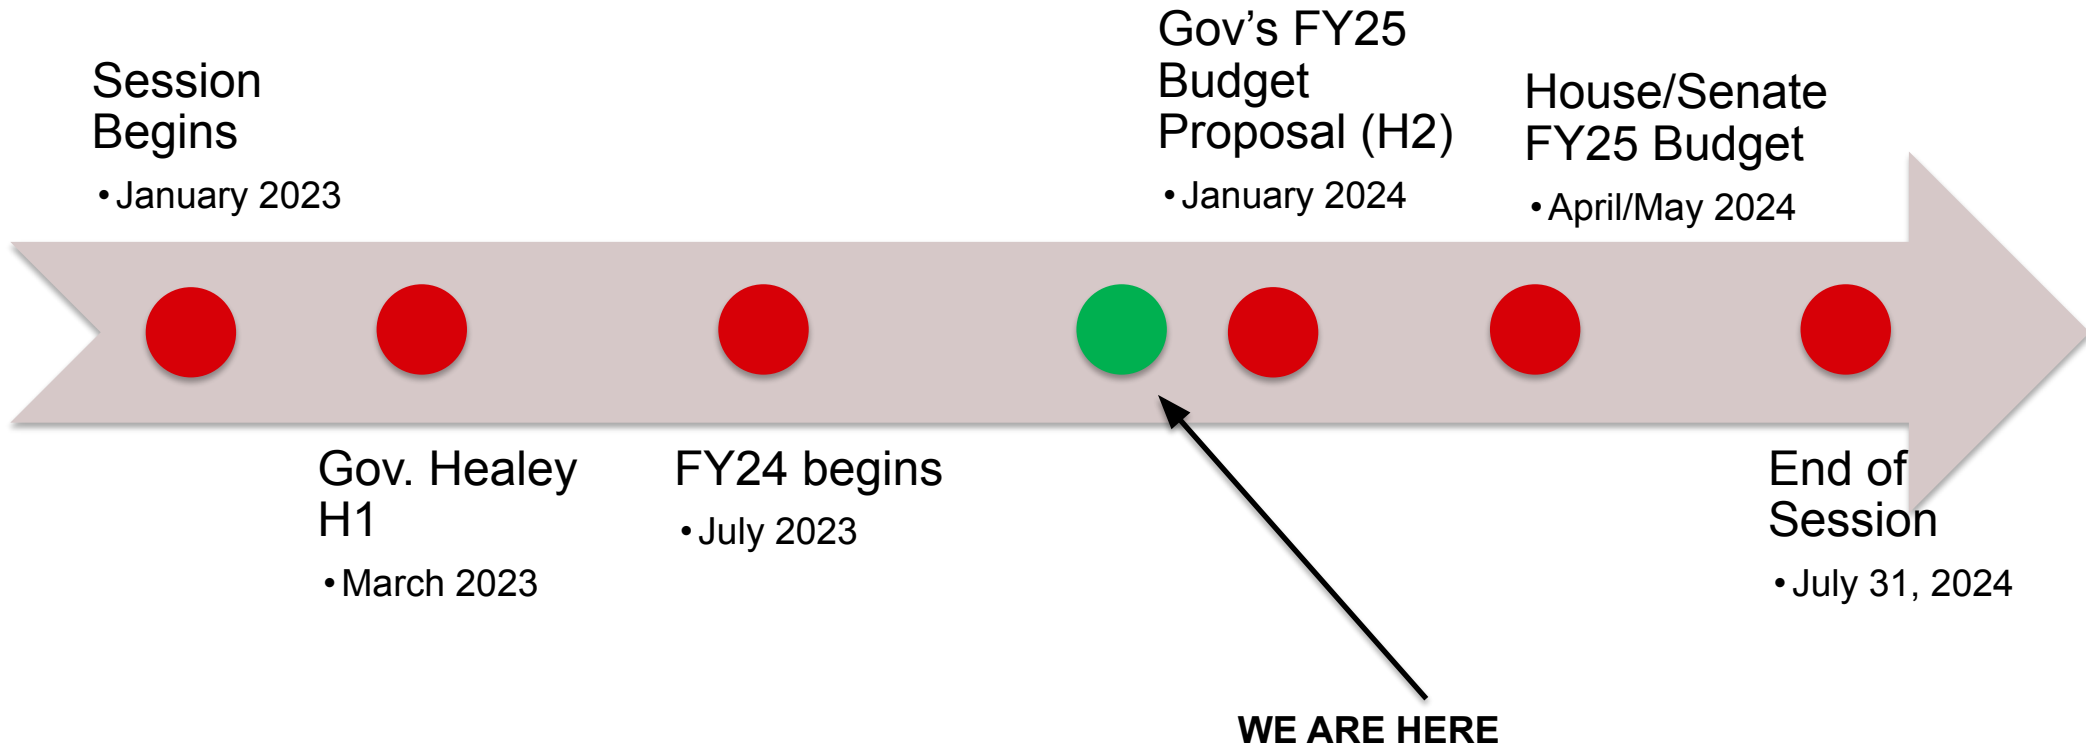 Session
Begins
•January 2023
Gov. Healey
H1
•March 2023
FY24 begins
•July 2023
Gov’s FY25
Budget
Proposal (H2)
•January 2024
House/Senate
FY25 Budget
•April/May 2024
End of
Session
•July 31, 2024
WE ARE HERE